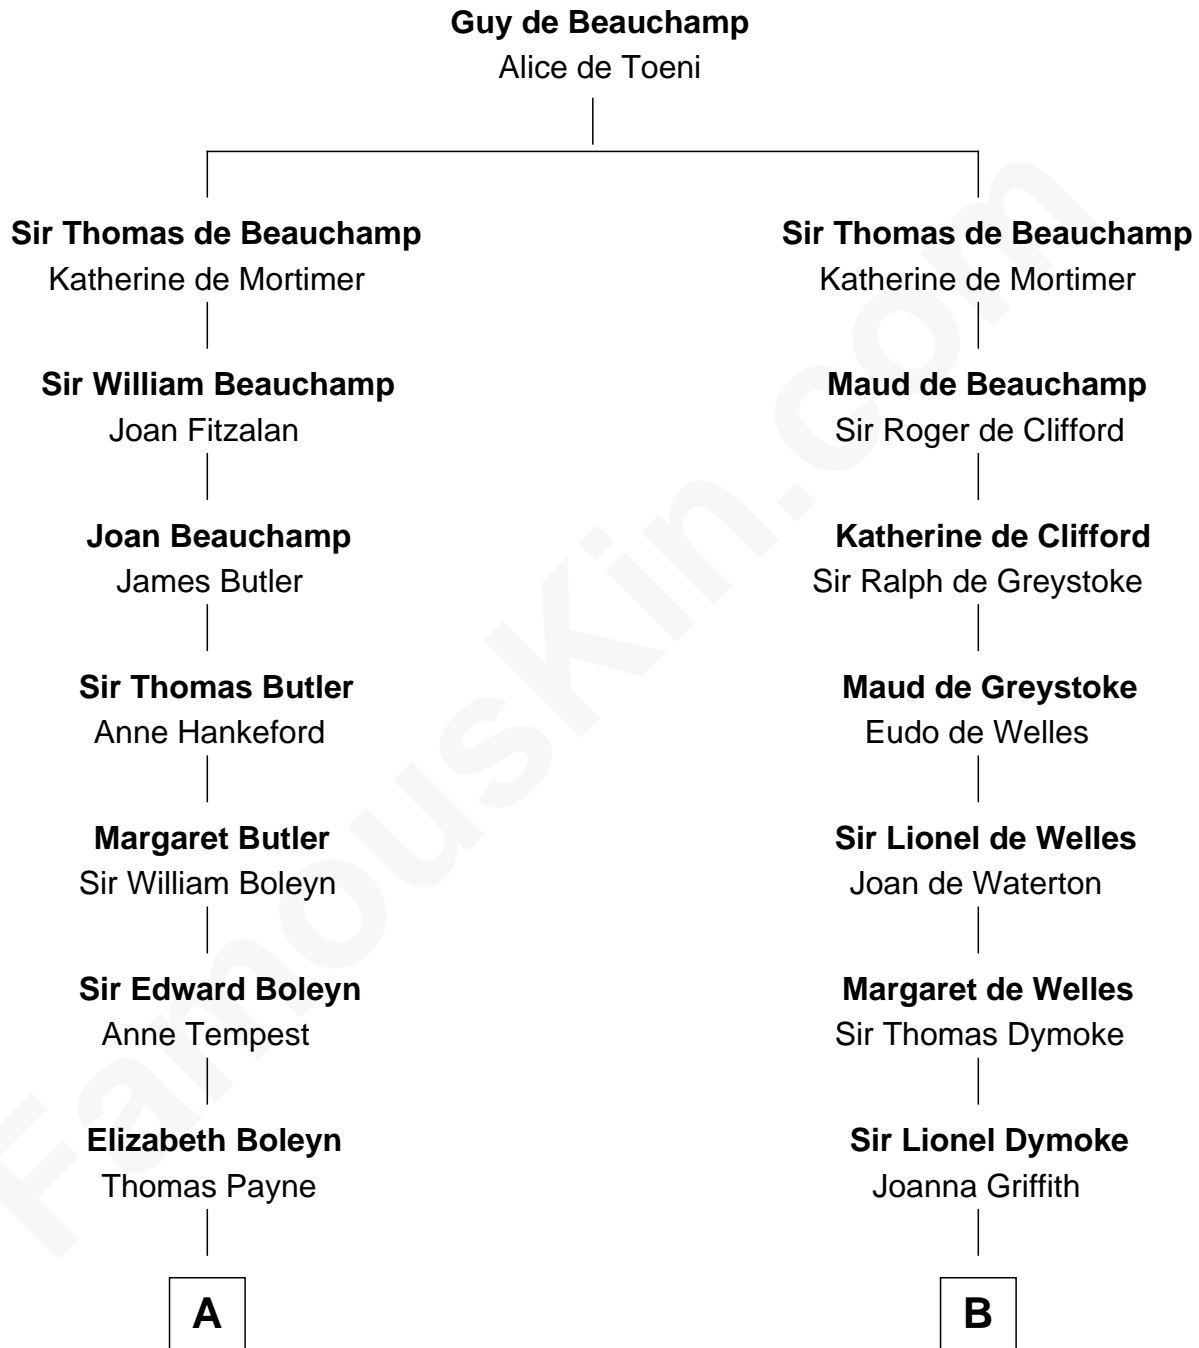 Guy de Beauchamp
Alice de Toeni
Sir Thomas de Beauchamp
Katherine de Mortimer
Sir William Beauchamp
Joan Fitzalan
Joan Beauchamp
James Butler
Sir Thomas Butler
Anne Hankeford
Margaret Butler
Sir William Boleyn
Sir Edward Boleyn
Anne Tempest
Elizabeth Boleyn
Thomas Payne
A
Sir Thomas de Beauchamp
Katherine de Mortimer
Maud de Beauchamp
Sir Roger de Clifford
Katherine de Clifford
Sir Ralph de Greystoke
Maud de Greystoke
Eudo de Welles
Sir Lionel de Welles
Joan de Waterton
Margaret de Welles
Sir Thomas Dymoke
Sir Lionel Dymoke
Joanna Griffith
B
FamousKin.com